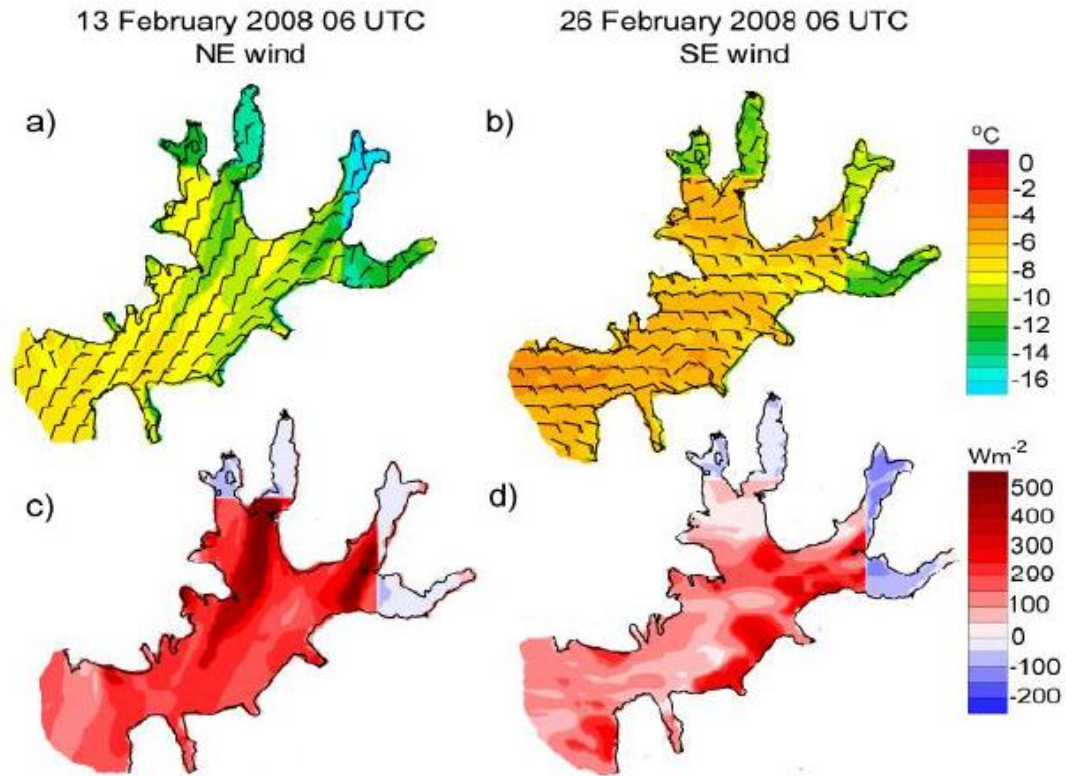 13 February 2008 06 UTC
NE wind
26 February 2008 06 UTC
SE wind
a)
b)
°C
0
-2
-4
-6
-8
-10
-12
-14
-16
c)
d)
Wm-2
500
400
300
200
100
0
-100
-200